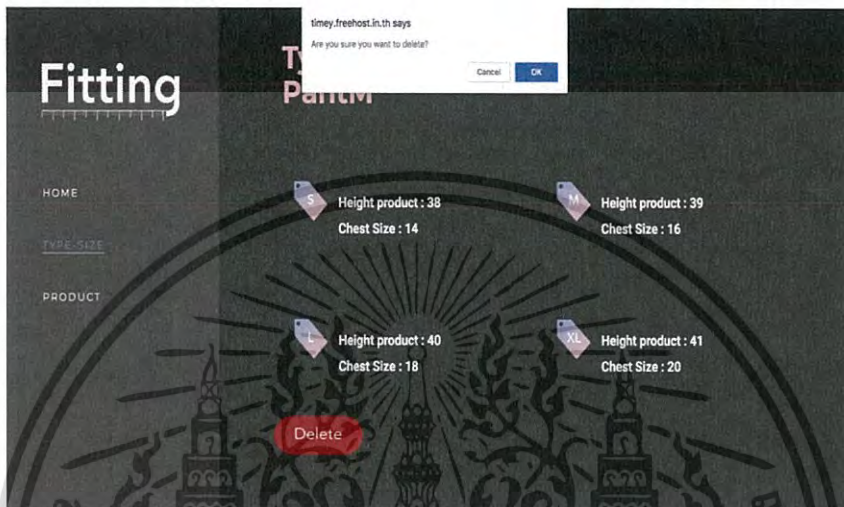 timey.freehost.in.th says
Are you sure you want to delete?
Cancel
OK
Fitting
PantM
HOME
TYPE-SIZE
PRODUCT
S
Height product : 38
Chest Size : 14
M
Height product : 39
Chest Size : 16
L
Height product : 40
Chest Size : 18
XL
Height product : 41
Chest Size : 20
Delete